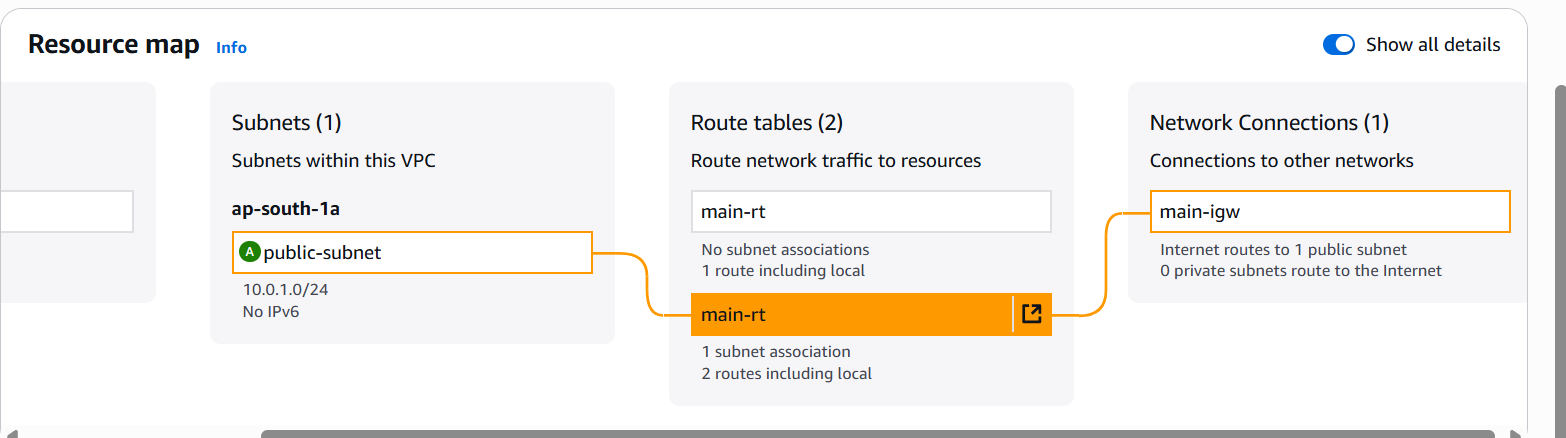 Resource map Info
Show all details
Subnets (1)
Subnets within this VPC
ap-south-1a
A public-subnet
10.0.1.0/24
No IPv6
Route tables (2)
Route network traffic to resources
main-rt
No subnet associations
1 route including local
main-rt
1 subnet association
2 routes including local
Network Connections (1)
Connections to other networks
main-igw
Internet routes to 1 public subnet
0 private subnets route to the Internet